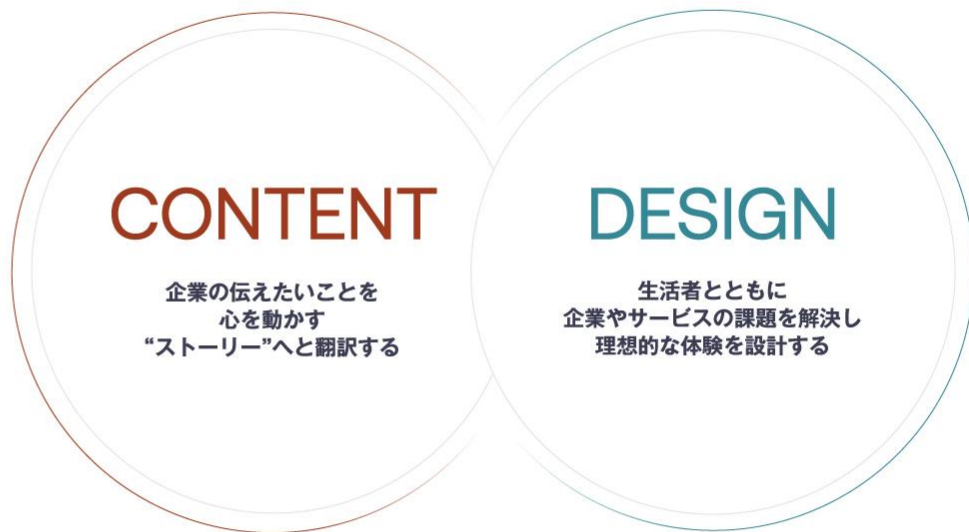 CONTENT
企業の伝えたいことを
心を動かす
“ストーリー”へと翻訳する
DESIGN
生活者とともに
企業やサービスの課題を解決し
理想的な体験を設計する